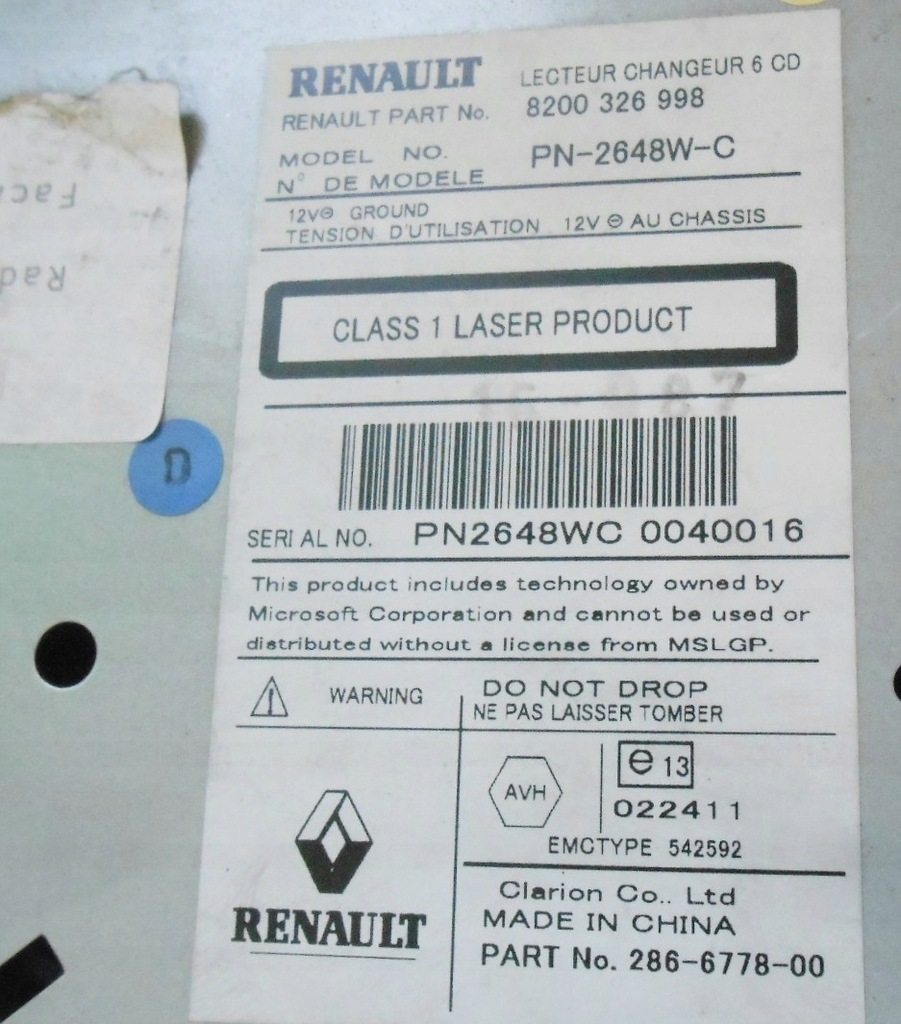 RENAULT LECTEUR CHANGEUR 6 CD
RENAULT PART No. 8200 326 998
MODEL NO. PN-2648W-C
N° DE MODELE
12V⊖ GROUND
TENSION D'UTILISATION 12V ⊖ AU CHASSIS
CLASS 1 LASER PRODUCT
SERIAL NO. PN2648WC 0040016
This product includes technology owned by
Microsoft Corporation and cannot be used or
distributed without a license from MSLGP.
WARNING DO NOT DROP
NE PAS LAISSER TOMBER
AVH e 13
022411
EMCTYPE 542592
RENAULT
Clarion Co.. Ltd
MADE IN CHINA
PART No. 286-6778-00
D